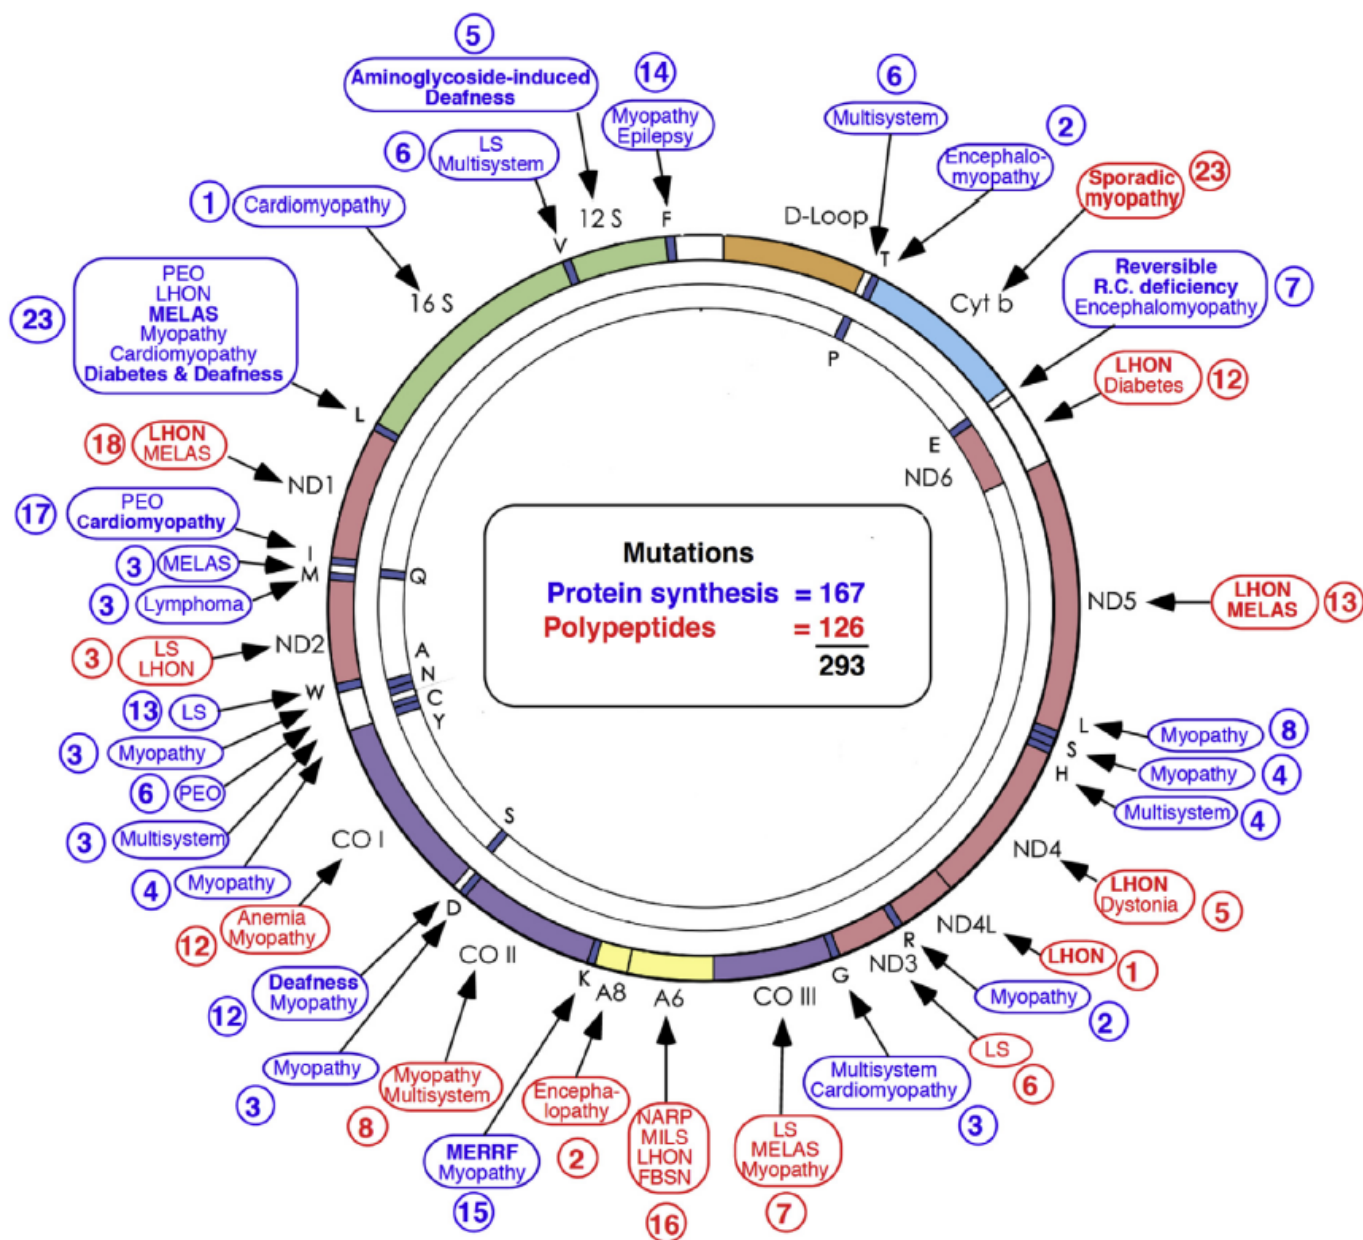 5
Aminoglycoside-induced
Deafness
14
Myopathy
Epilepsy
6
Multisystem
2
Encephalo-
myopathy
23
Sporadic
myopathy
6
LS
Multisystem
1
Cardiomyopathy
7
Reversible
R.C. deficiency
Encephalomyopathy
23
PEO
LHON
MELAS
Myopathy
Cardiomyopathy
Diabetes & Deafness
12
LHON
Diabetes
18
LHON
MELAS
17
PEO
Cardiomyopathy
3
MELAS
3
Lymphoma
3
LS
LHON
13
LS
3
Myopathy
6
PEO
3
Multisystem
4
Myopathy
12
Anemia
Myopathy
12
Deafness
Myopathy
3
Myopathy
8
Myopathy
Multisystem
15
MERRF
Myopathy
2
Encepha-
lopathy
16
NARP
MILS
LHON
FBSN
7
LS
MELAS
Myopathy
3
Multisystem
Cardiomyopathy
6
LS
2
Myopathy
1
LHON
5
LHON
Dystonia
4
Multisystem
4
Myopathy
8
Myopathy
13
LHON
MELAS
D-Loop
T
Cyt b
ND5
L
S
H
ND4
ND4L
R
ND3
G
CO III
A6
A8
K
CO II
D
CO I
W
ND2
M
I
ND1
L
16 S
V
12 S
F
P
E
ND6
Q
A
N
C
Y
S
Mutations
Protein synthesis = 167
Polypeptides = 126
293